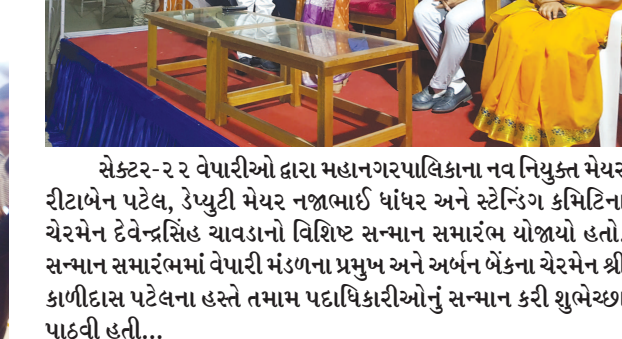 સેક્ટર-૨૨ વેપારીઓ દ્વારા મહાનગરપાલિકાના નવ નિયુક્ત મેયર
રીટાબેન પટેલ, ડેપ્યુટી મેયર નજાભાઈ ધાંધર અને સ્ટેન્ડિંગ કમિટિના
ચેરમેન દેવેન્દ્રસિંહ ચાવડાનો વિશિષ્ટ સન્માન સમારંભ યોજાયો હતો.
સન્માન સમારંભમાં વેપારી મંડળના પ્રમુખ અને અર્બન બેંકના ચેરમેન શ્રી
કાળીદાસ પટેલના હસ્તે તમામ પદાધિકારીઓનું સન્માન કરી શુભેચ્છા
પાઠવી હતી...